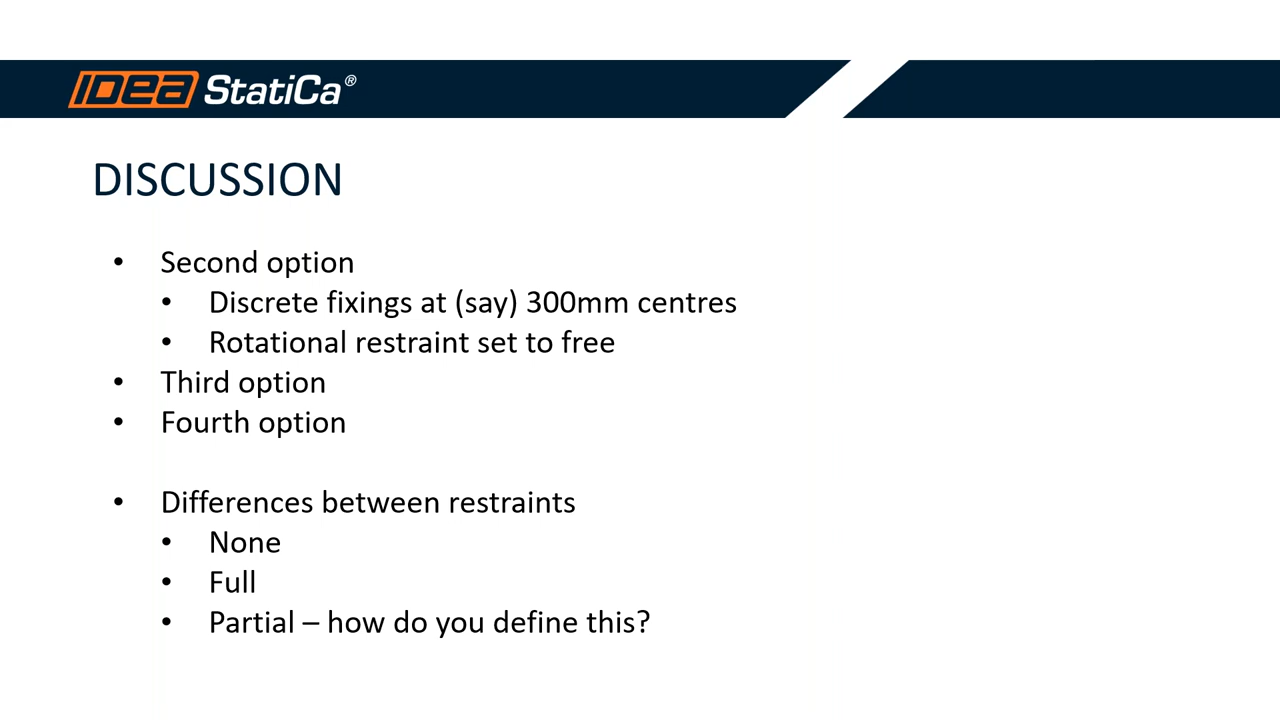 IDEA StatiCa®
DISCUSSION
• Second option
• Discrete fixings at (say) 300mm centres
• Rotational restraint set to free
• Third option
• Fourth option
• Differences between restraints
• None
• Full
• Partial – how do you define this?